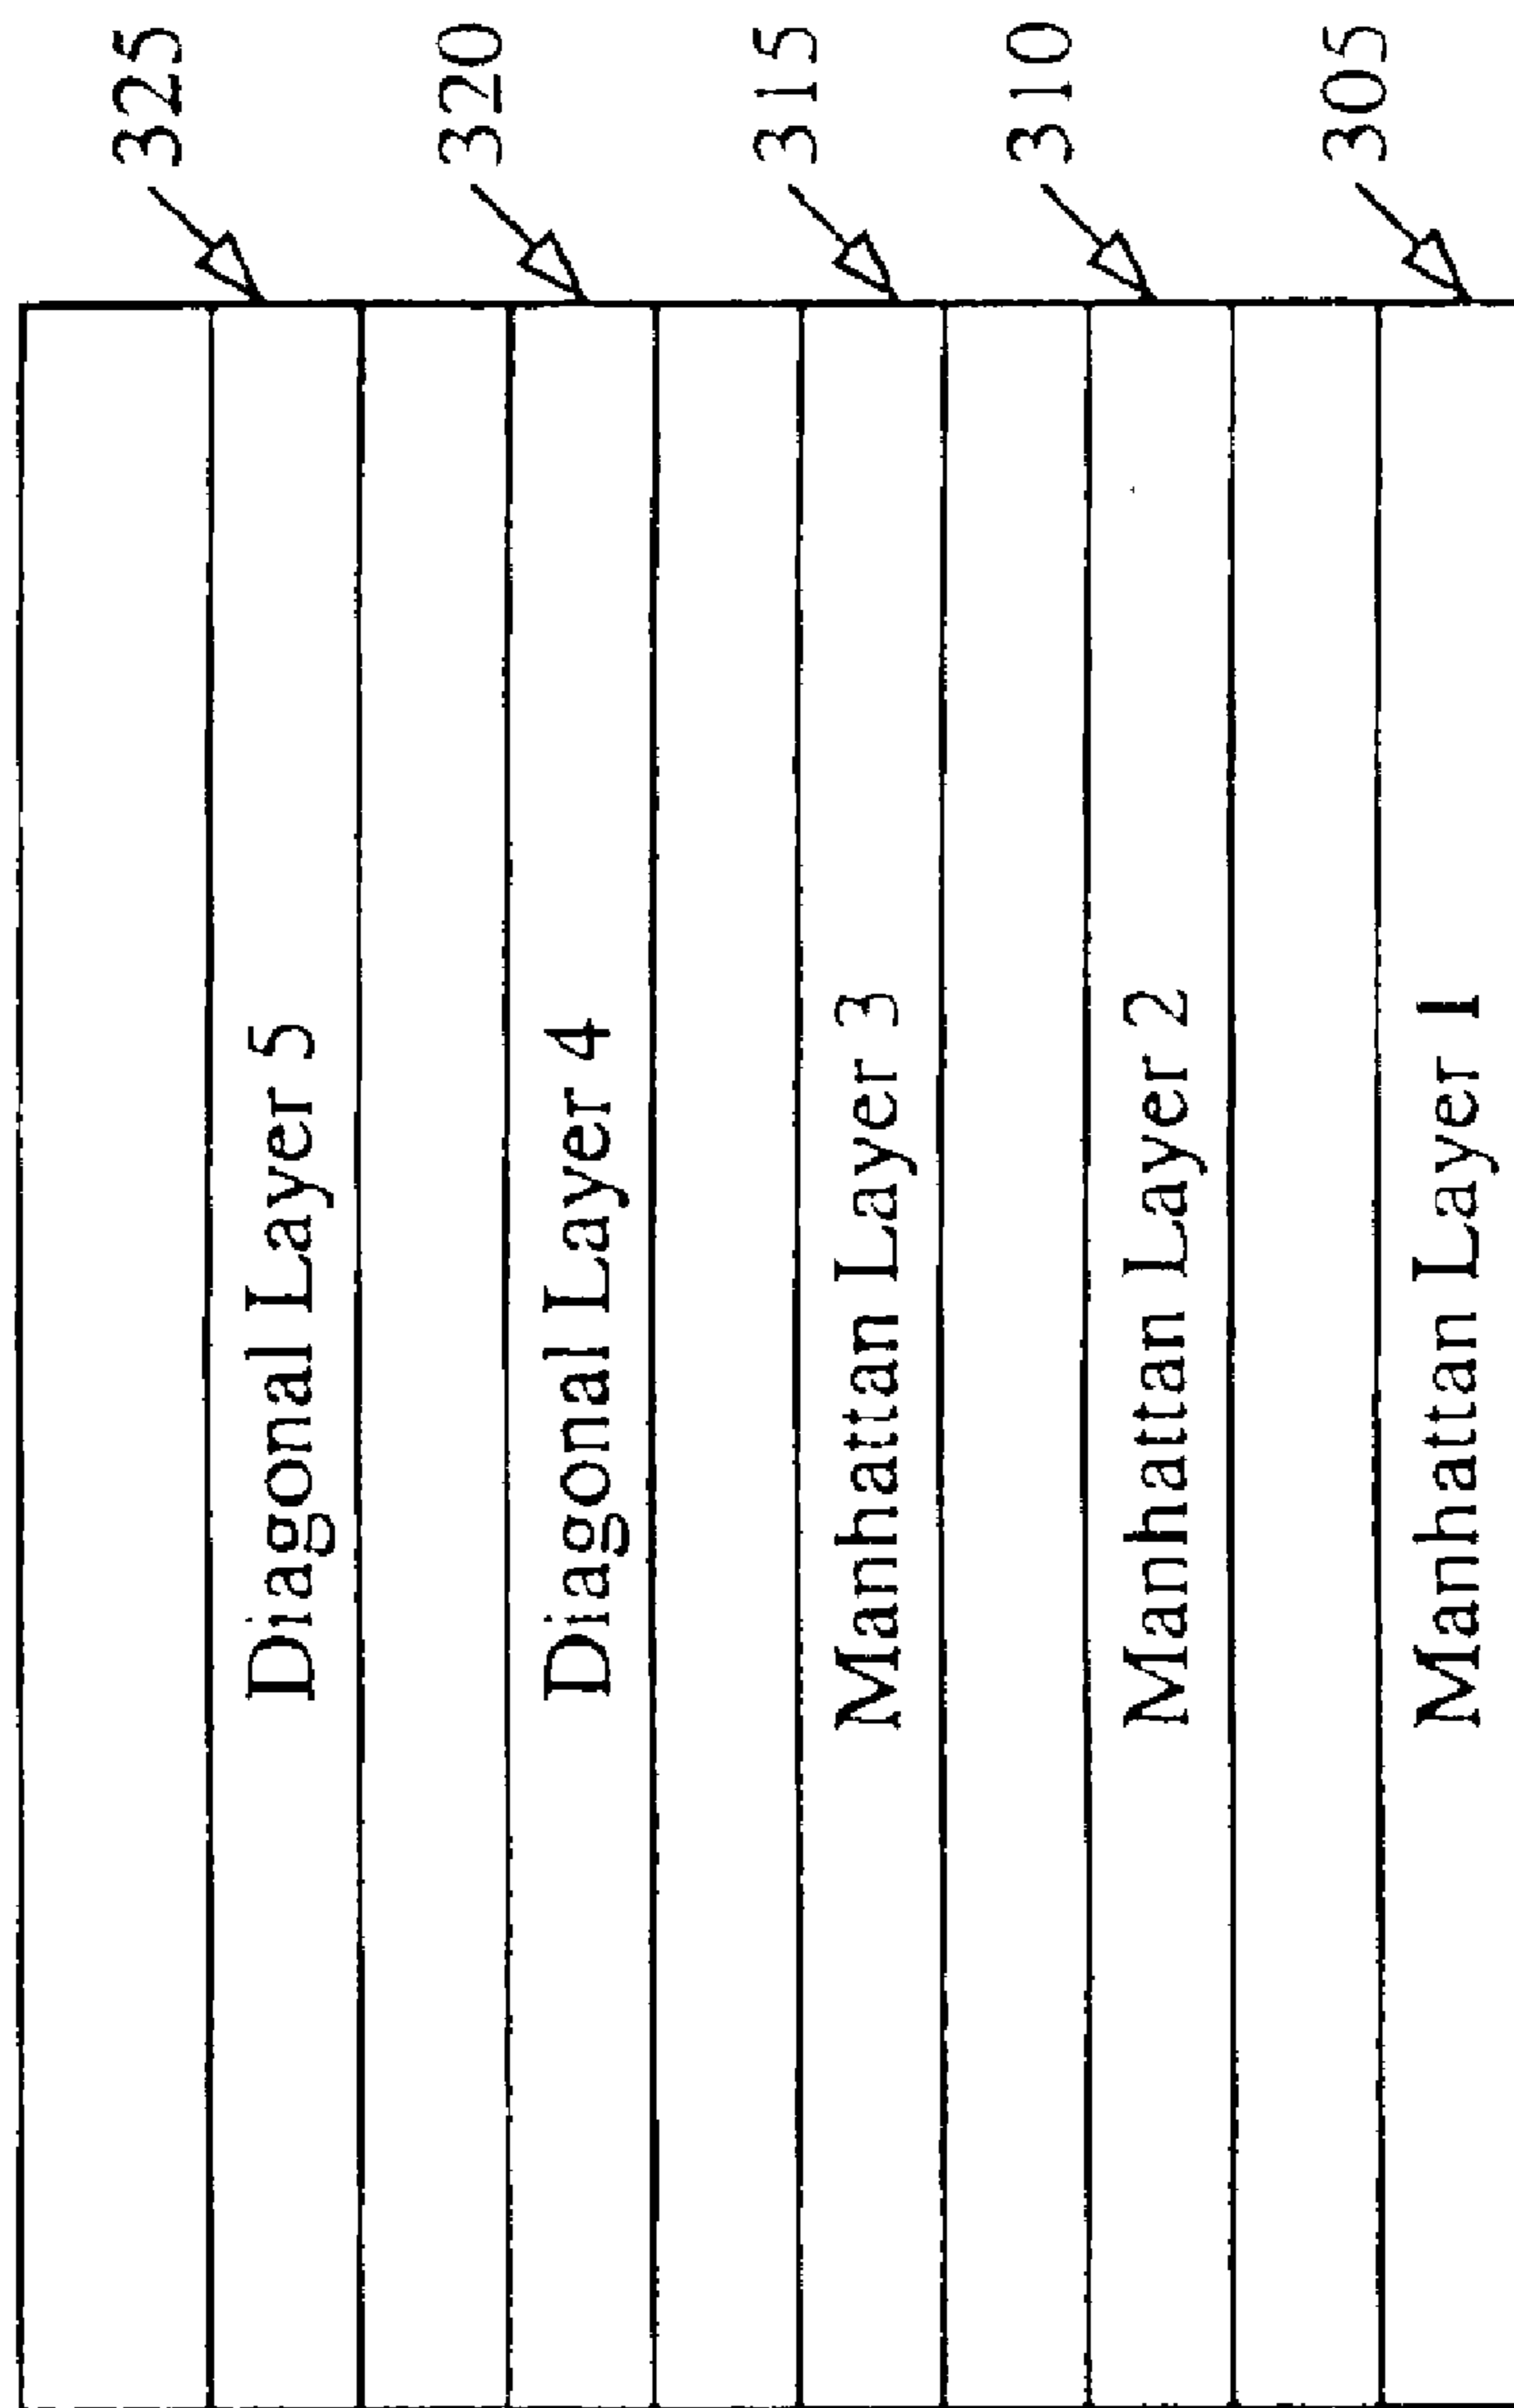 Diagonal Layer 5
325
Diagonal Layer 4
320
Manhattan Layer 3
315
Manhattan Layer 2
310
Manhattan Layer 1
305